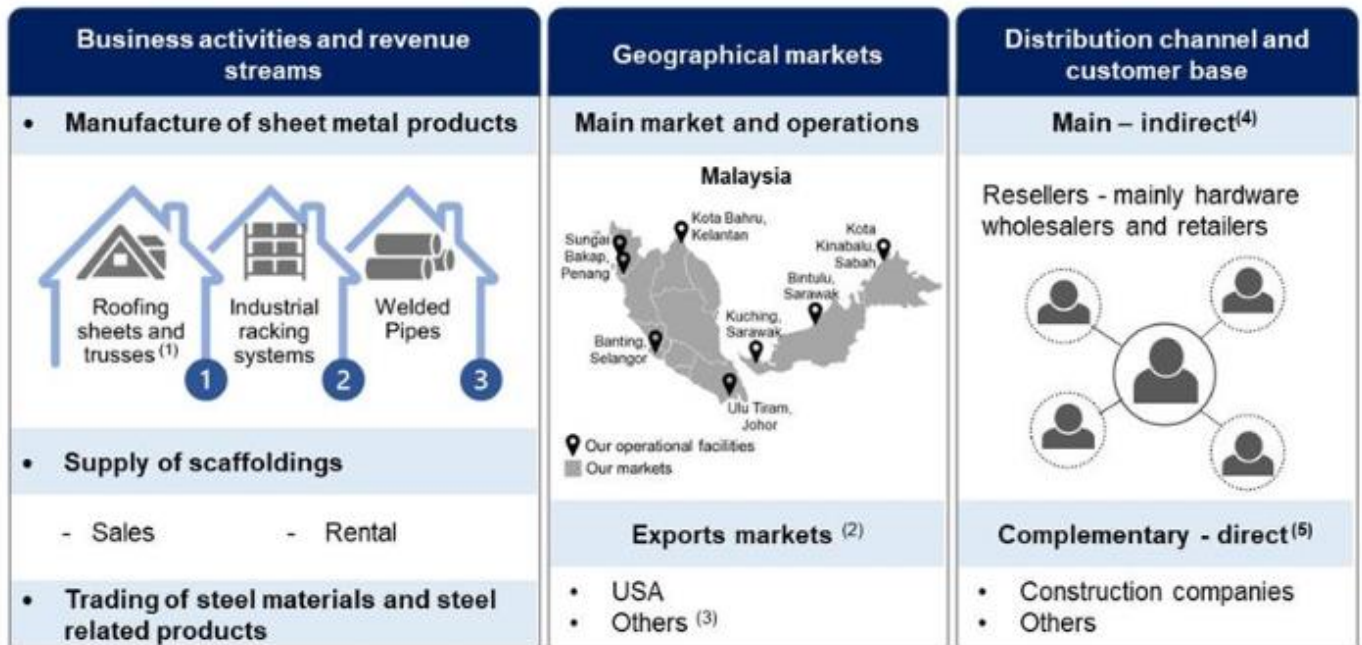 Business activities and revenue
streams
• Manufacture of sheet metal products
Roofing
sheets and
trusses (1)
1
Industrial
racking
systems
2
Welded
Pipes
3
• Supply of scaffoldings
- Sales
- Rental
• Trading of steel materials and steel
related products
Geographical markets
Main market and operations
Malaysia
Sungai
Bakap,
Penang
Kota Bahru,
Kelantan
Kota
Kinabalu,
Sabah
Bintulu,
Sarawak
Kuching,
Sarawak
Banting,
Selangor
Ulu Tiram,
Johor
Our operational facilities
Our markets
Exports markets (2)
• USA
• Others (3)
Distribution channel and
customer base
Main – indirect(4)
Resellers - mainly hardware
wholesalers and retailers
Complementary - direct(5)
• Construction companies
• Others